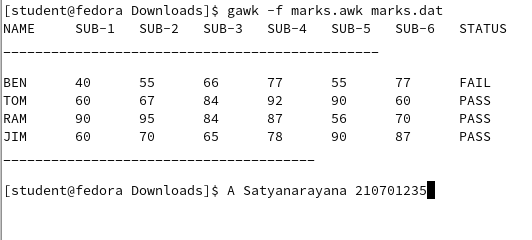 [student@fedora Downloads]$ gawk -f marks.awk marks.dat
NAME SUB-1 SUB-2 SUB-3 SUB-4 SUB-5 SUB-6 STATUS
_______________________________________________
BEN 40 55 66 77 55 77 FAIL
TOM 60 67 84 92 90 60 PASS
RAM 90 95 84 87 56 70 PASS
JIM 60 70 65 78 90 87 PASS
_______________________________________
[student@fedora Downloads]$ A Satyanarayana 210701235